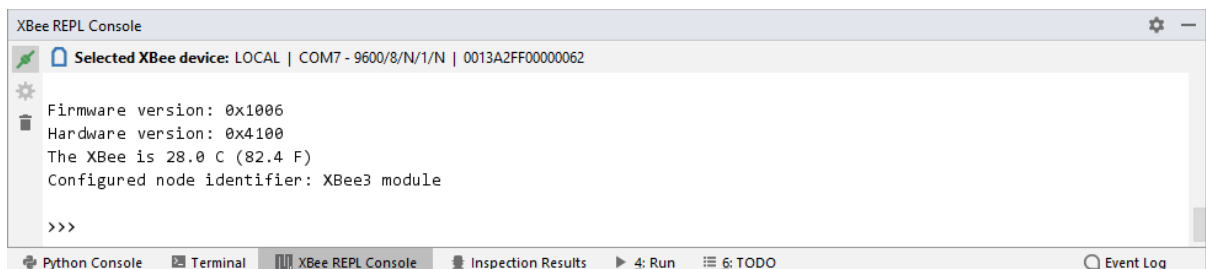 XBee REPL Console
Selected XBee device: LOCAL | COM7 - 9600/8/N/1/N | 0013A2FF00000062
Firmware version: 0x1006
Hardware version: 0x4100
The XBee is 28.0 C (82.4 F)
Configured node identifier: XBee3 module
>>>
Python Console Terminal XBee REPL Console Inspection Results 4: Run 6: TODO Event Log